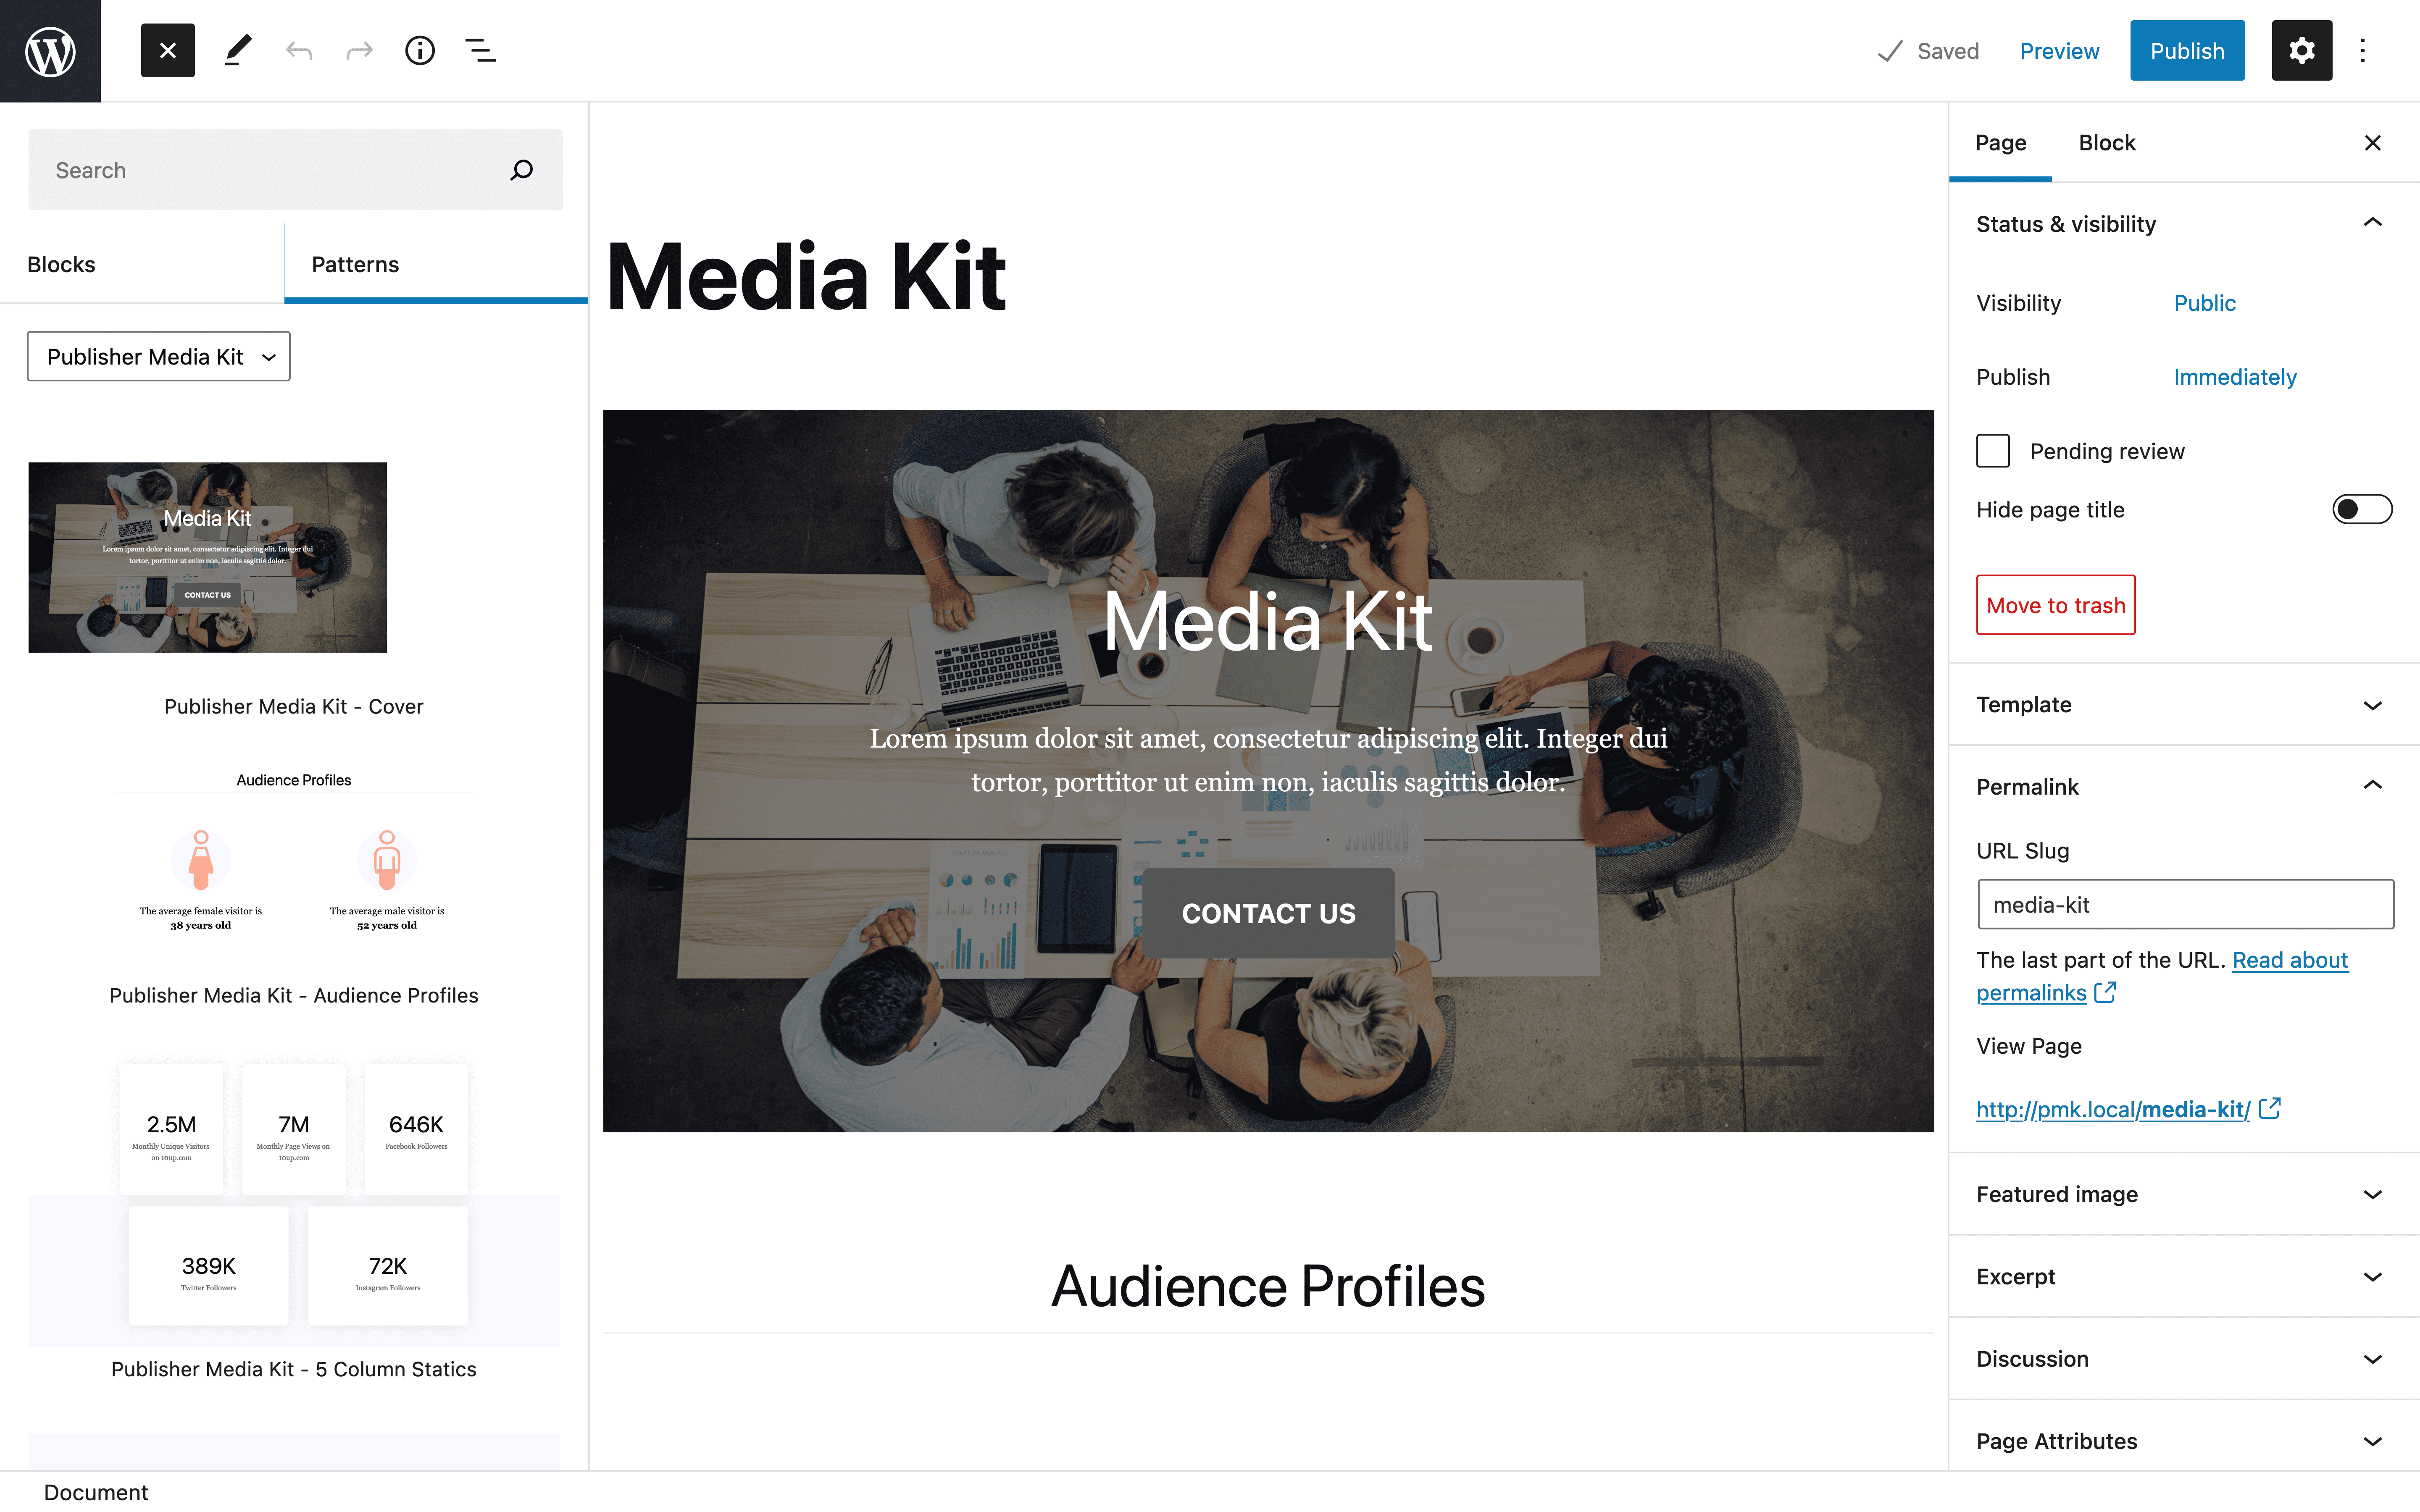 Saved
Preview
Publish
Search
Blocks
Patterns
Publisher Media Kit
Media Kit
Lorem ipsum dolor sit amet, consectetur adipiscing elit. Integer dui
tortor, porttitor ut enim non, iaculis sagittis dolor.
CONTACT US
Publisher Media Kit - Cover
Audience Profiles
The average female visitor is
38 years old
The average male visitor is
52 years old
Publisher Media Kit - Audience Profiles
2.5M
Monthly Unique Visitors
on 10up.com
7M
Monthly Page Views on
10up.com
646K
Facebook Followers
389K
Twitter Followers
72K
Instagram Followers
Publisher Media Kit - 5 Column Statics
Media Kit
Media Kit
Lorem ipsum dolor sit amet, consectetur adipiscing elit. Integer dui
tortor, porttitor ut enim non, iaculis sagittis dolor.
CONTACT US
Audience Profiles
Page
Block
Status & visibility
Visibility
Public
Publish
Immediately
Pending review
Hide page title
Move to trash
Template
Permalink
URL Slug
media-kit
The last part of the URL. Read about
permalinks
View Page
http://pmk.local/media-kit/
Featured image
Excerpt
Discussion
Page Attributes
Document